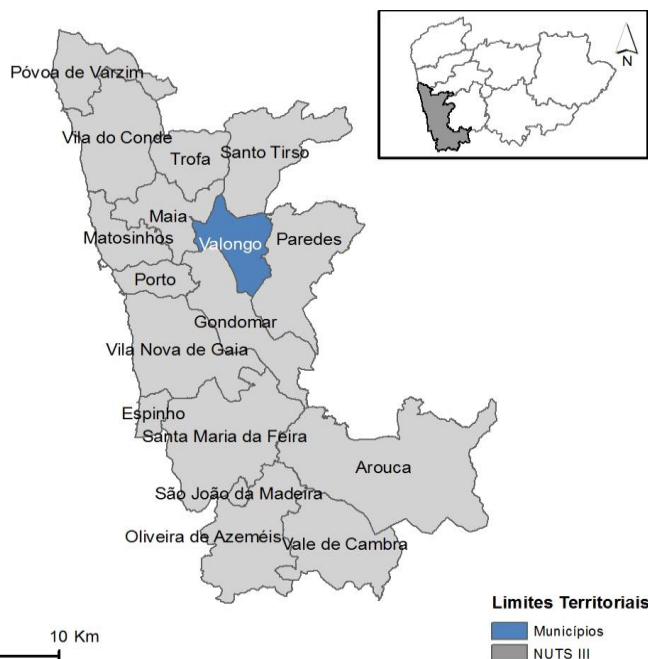 N
Póvoa de Varzim
Vila do Conde
Trofa
Santo Tirso
Maia
Matosinhos
Valongo
Paredes
Porto
Gondomar
Vila Nova de Gaia
Espinho
Santa Maria da Feira
Arouca
São João da Madeira
Oliveira de Azeméis
Vale de Cambra
Limites Territoriais
10 Km
Municípios
NUTS III